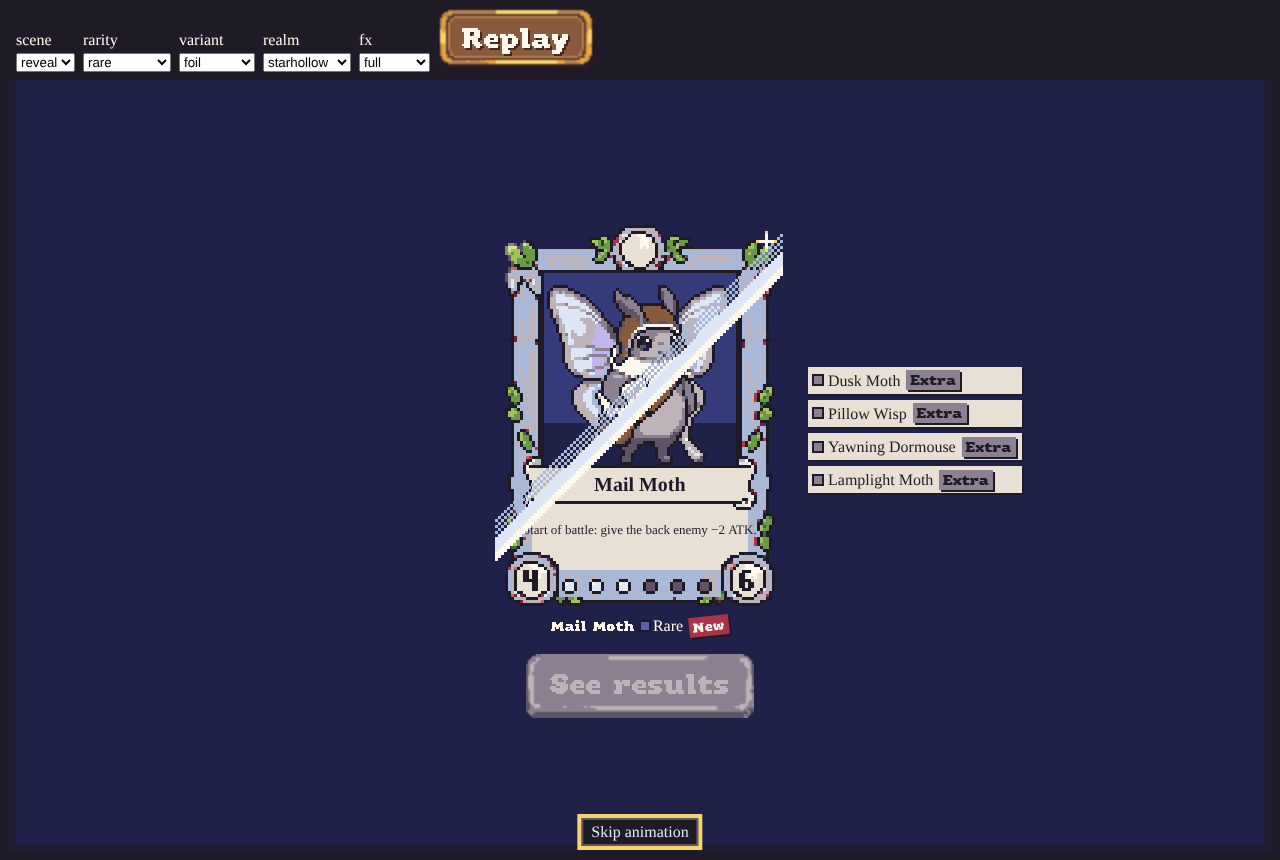 scene rarity variant realm fx
reveal rare foil starhollow full
Replay
Mail Moth
start of battle: give the back enemy −2 ATK.
4 6
Mail Moth Rare New
Dusk Moth Extra
Pillow Wisp Extra
Yawning Dormouse Extra
Lamplight Moth Extra
See results
Skip animation